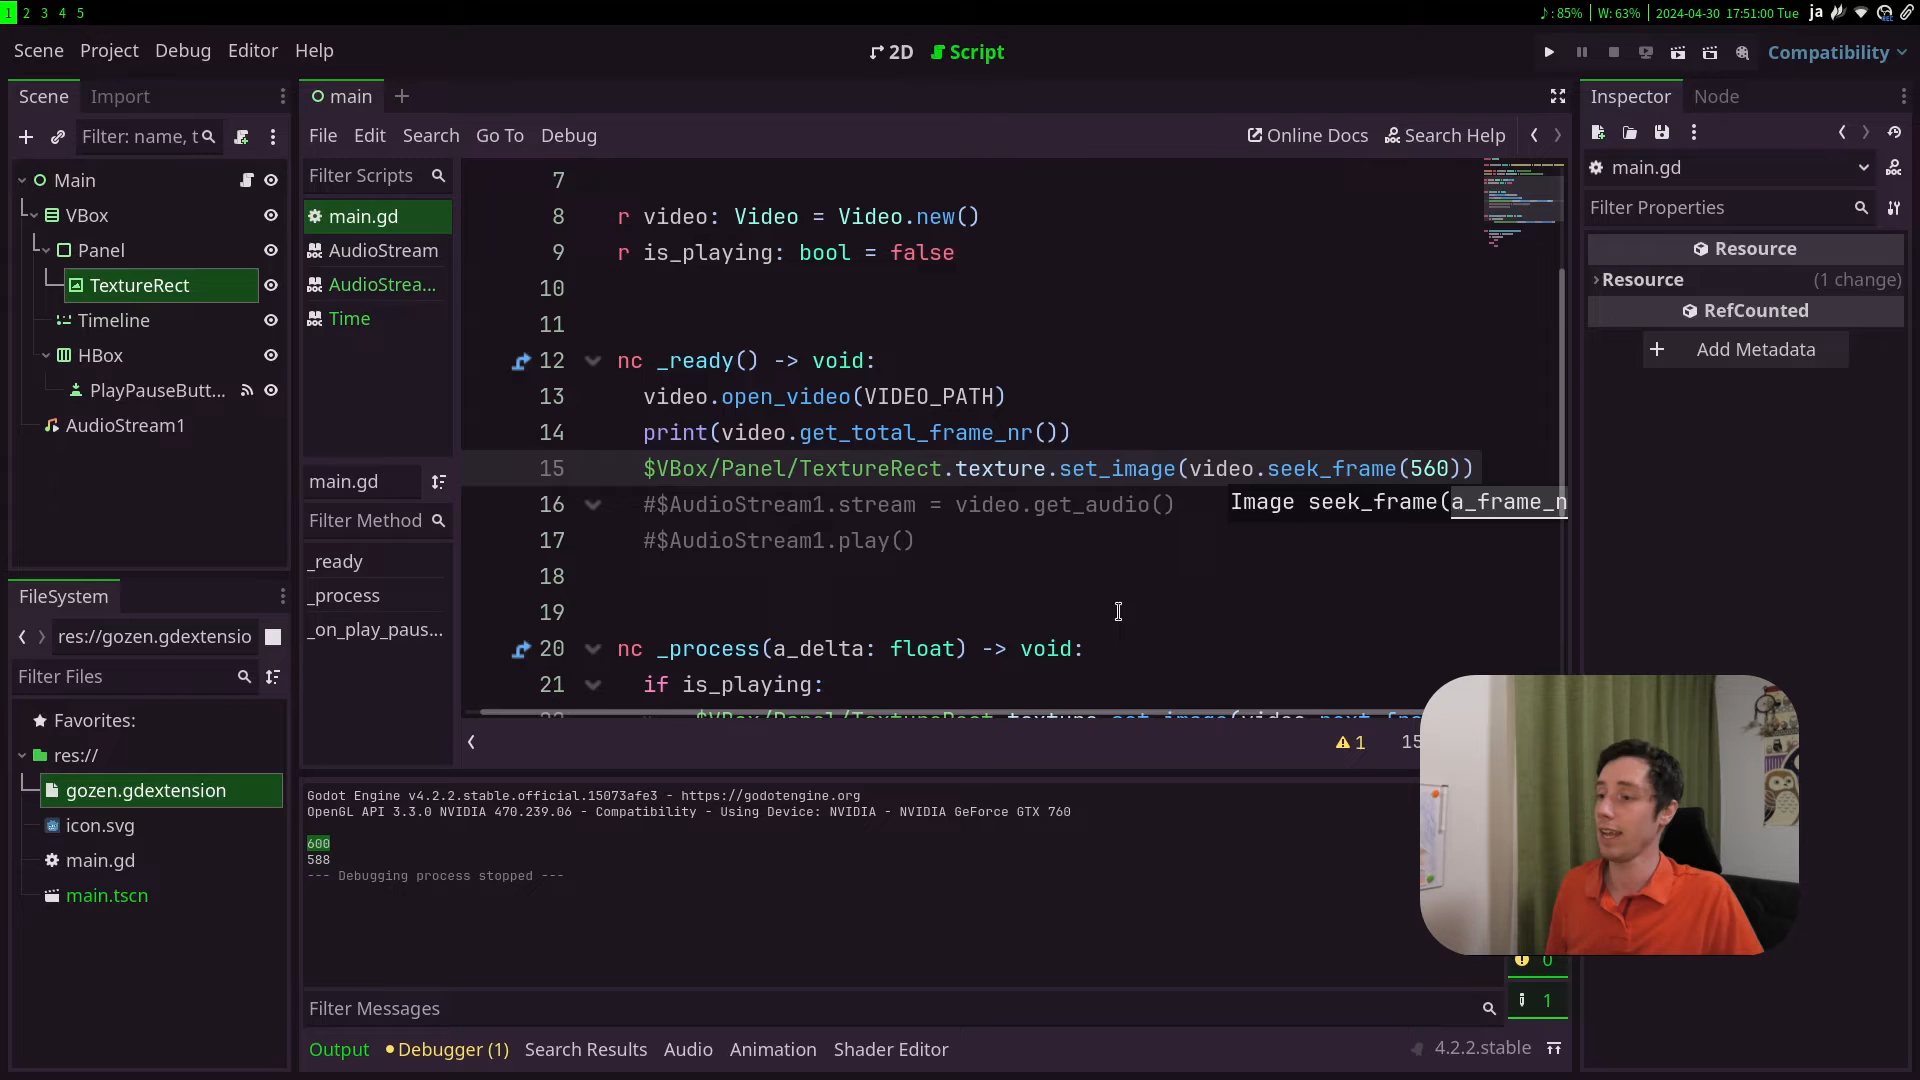 1 2 3 4 5
♪: 85% | W: 63% | 2024-04-30 17:51:00 Tue ja
Scene Project Debug Editor Help
2D Script
Compatibility
Scene Import
Filter: name, t
Main
VBox
Panel
TextureRect
Timeline
HBox
PlayPauseButt...
AudioStream1
FileSystem
res://gozen.gdextensio
Filter Files
Favorites:
res://
gozen.gdextension
icon.svg
main.gd
main.tscn
main
File Edit Search Go To Debug
Online Docs Search Help
Filter Scripts
main.gd
AudioStream
AudioStrea...
Time
main.gd
Filter Method
_ready
_process
_on_play_paus...
7
8 r video: Video = Video.new()
9 r is_playing: bool = false
10
11
12 nc _ready() -> void:
13 video.open_video(VIDEO_PATH)
14 print(video.get_total_frame_nr())
15 $VBox/Panel/TextureRect.texture.set_image(video.seek_frame(560))
16 #$AudioStream1.stream = video.get_audio()
Image seek_frame(a_frame_n
17 #$AudioStream1.play()
18
19
20 nc _process(a_delta: float) -> void:
21 if is_playing:
1
15
Godot Engine v4.2.2.stable.official.15073afe3 - https://godotengine.org
OpenGL API 3.3.0 NVIDIA 470.239.06 - Compatibility - Using Device: NVIDIA - NVIDIA GeForce GTX 760
600
588
--- Debugging process stopped ---
Filter Messages
0
1
Output Debugger (1) Search Results Audio Animation Shader Editor
4.2.2.stable
Inspector Node
main.gd
Filter Properties
Resource
Resource (1 change)
RefCounted
Add Metadata